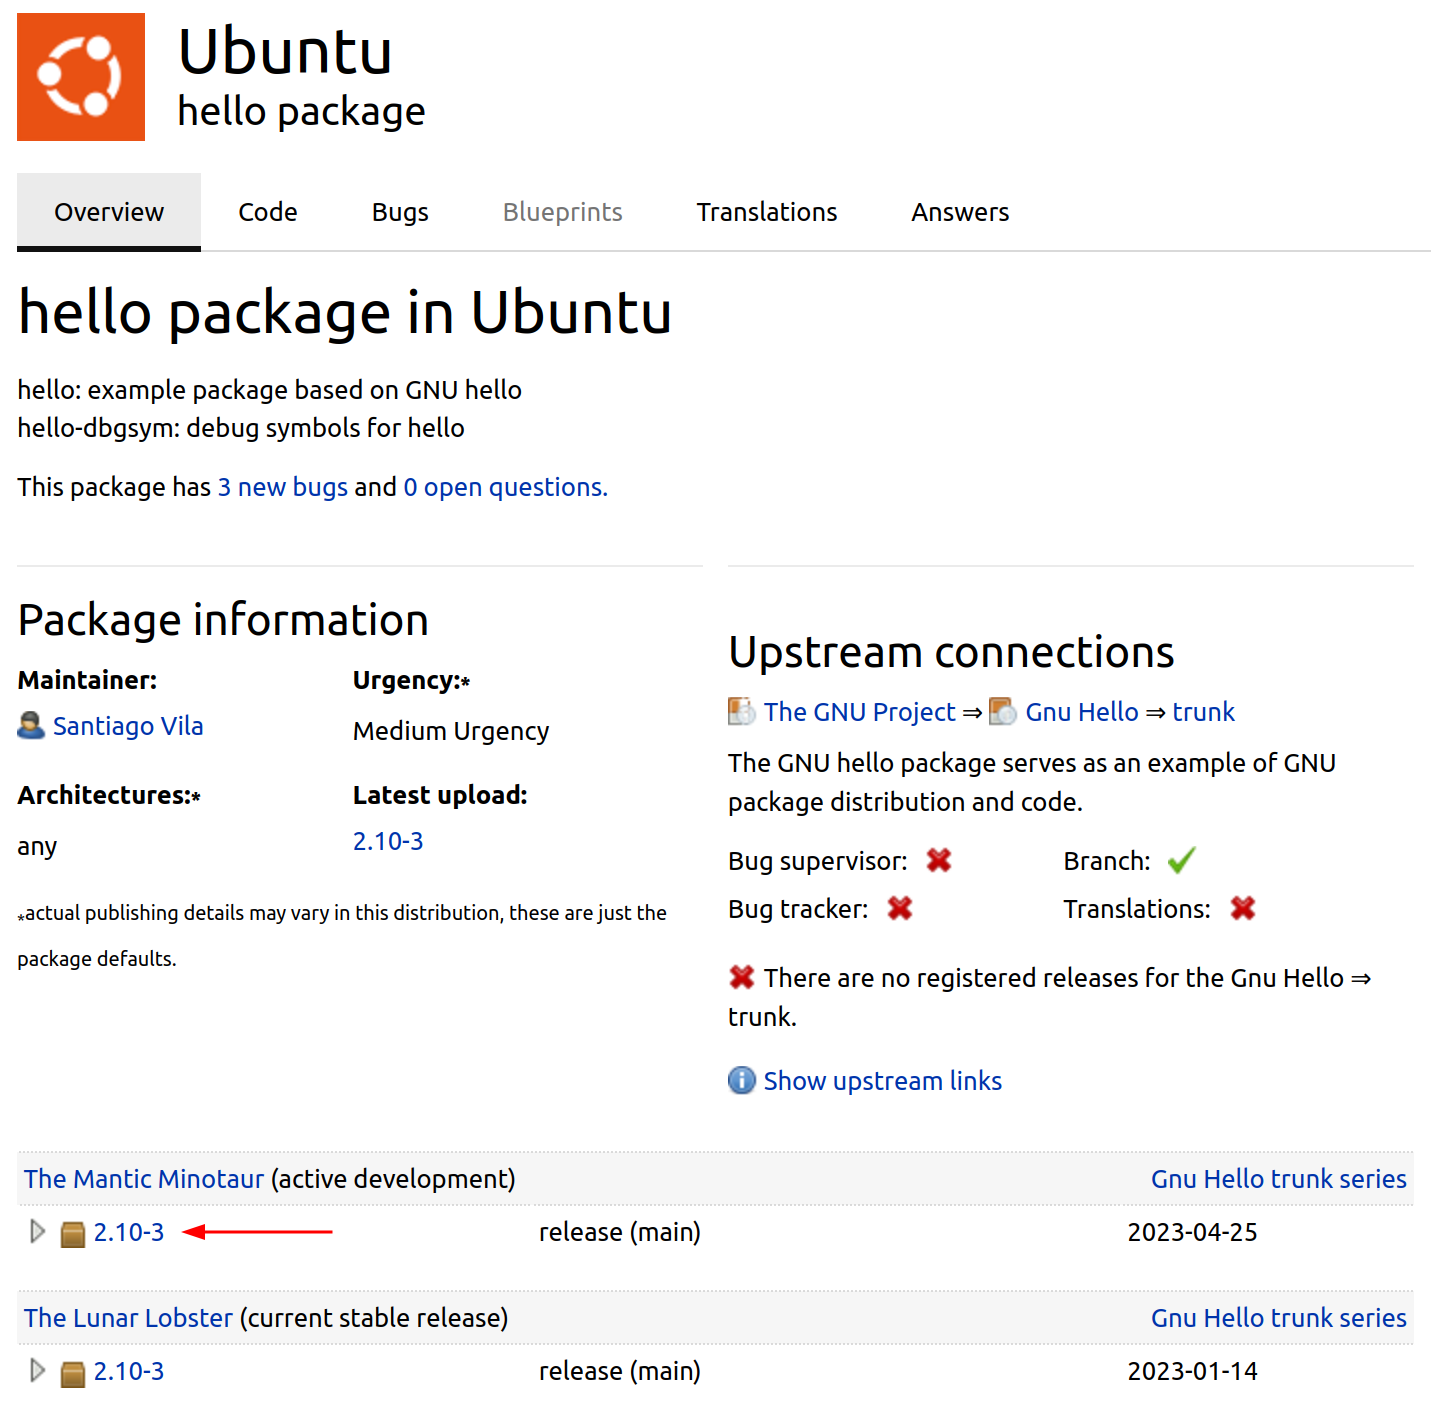 Ubuntu
hello package
Overview Code Bugs Blueprints Translations Answers
hello package in Ubuntu
hello: example package based on GNU hello
hello-dbgsym: debug symbols for hello
This package has 3 new bugs and 0 open questions.
Package information
Maintainer: Urgency:*
Santiago Vila Medium Urgency
Architectures:* Latest upload:
any 2.10-3
*actual publishing details may vary in this distribution, these are just the
package defaults.
Upstream connections
The GNU Project ⇒ Gnu Hello ⇒ trunk
The GNU hello package serves as an example of GNU
package distribution and code.
Bug supervisor: Branch:
Bug tracker: Translations:
There are no registered releases for the Gnu Hello ⇒
trunk.
Show upstream links
The Mantic Minotaur (active development) Gnu Hello trunk series
2.10-3 release (main) 2023-04-25
The Lunar Lobster (current stable release) Gnu Hello trunk series
2.10-3 release (main) 2023-01-14